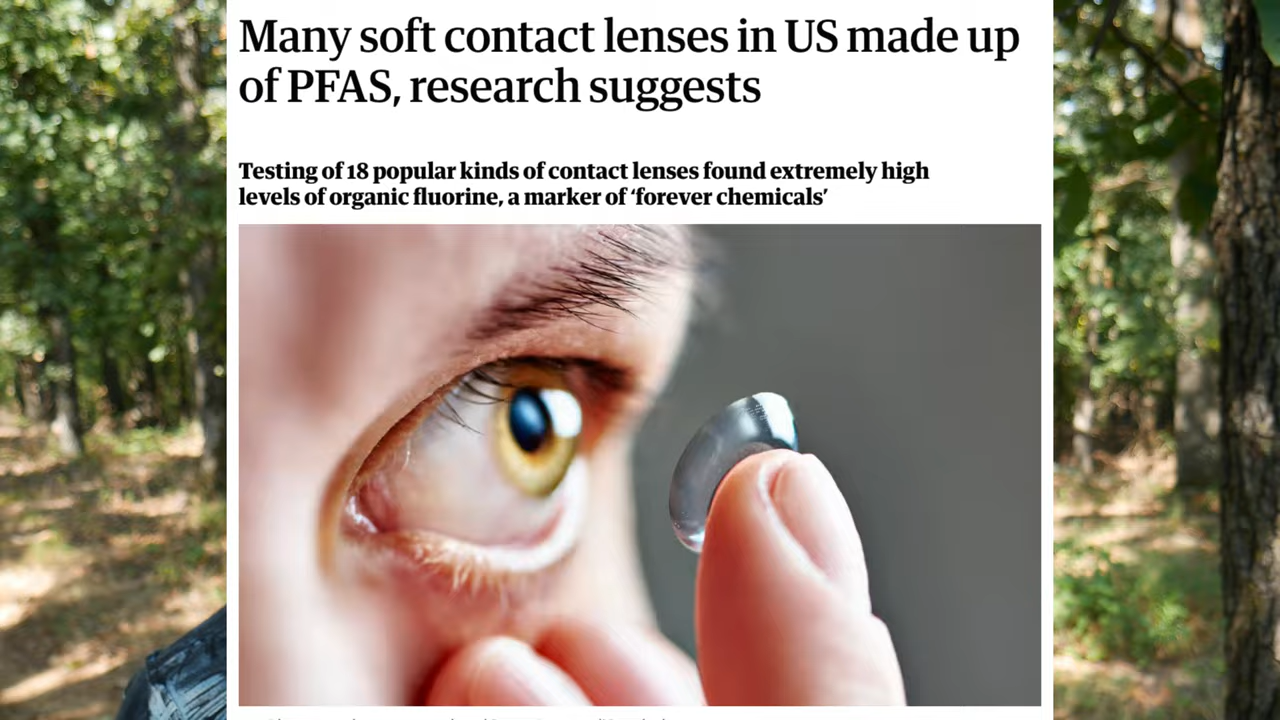 Many soft contact lenses in US made up
of PFAS, research suggests
Testing of 18 popular kinds of contact lenses found extremely high
levels of organic fluorine, a marker of ‘forever chemicals’